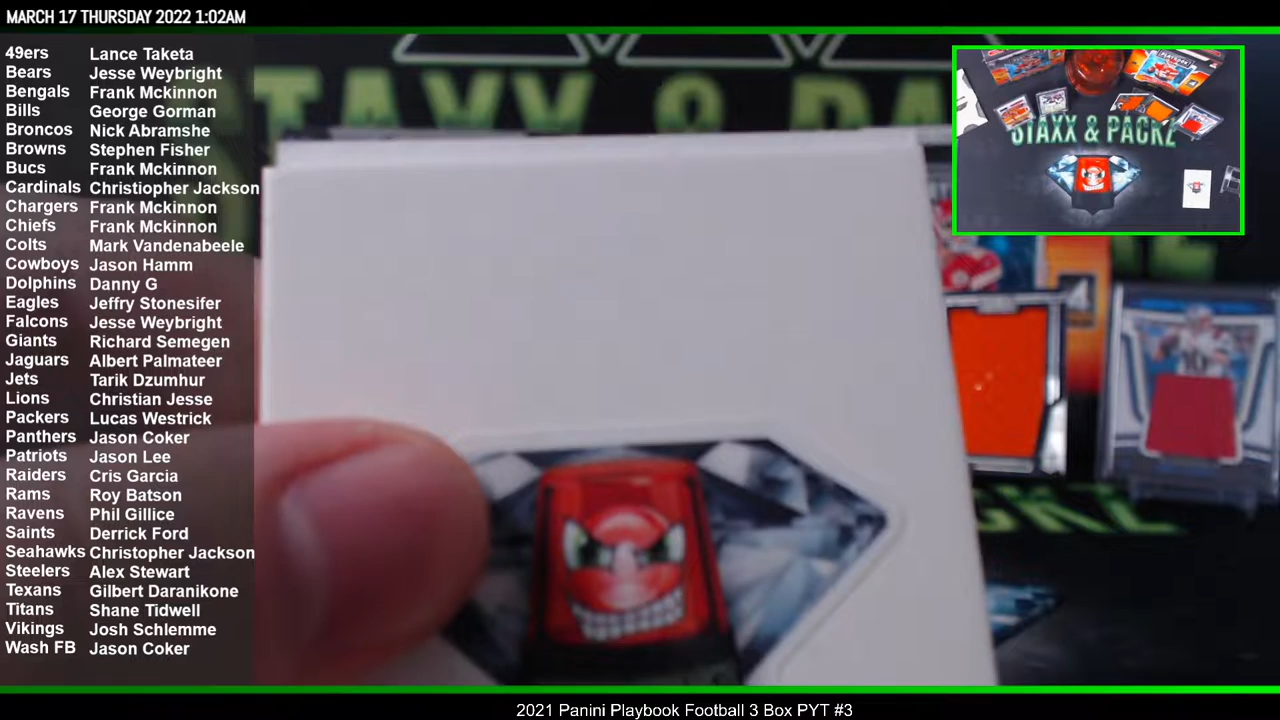 MARCH 17 THURSDAY 2022 1:02AM
49ers Lance Taketa
Bears Jesse Weybright
Bengals Frank Mckinnon
Bills George Gorman
Broncos Nick Abramshe
Browns Stephen Fisher
Bucs Frank Mckinnon
Cardinals Christiopher Jackson
Chargers Frank Mckinnon
Chiefs Frank Mckinnon
Colts Mark Vandenabeele
Cowboys Jason Hamm
Dolphins Danny G
Eagles Jeffry Stonesifer
Falcons Jesse Weybright
Giants Richard Semegen
Jaguars Albert Palmateer
Jets Tarik Dzumhur
Lions Christian Jesse
Packers Lucas Westrick
Panthers Jason Coker
Patriots Jason Lee
Raiders Cris Garcia
Rams Roy Batson
Ravens Phil Gillice
Saints Derrick Ford
Seahawks Christopher Jackson
Steelers Alex Stewart
Texans Gilbert Daranikone
Titans Shane Tidwell
Vikings Josh Schlemme
Wash FB Jason Coker
STAXX & PACKZ
PLAYBOOK
STAXX & PACKZ
2021 Panini Playbook Football 3 Box PYT #3